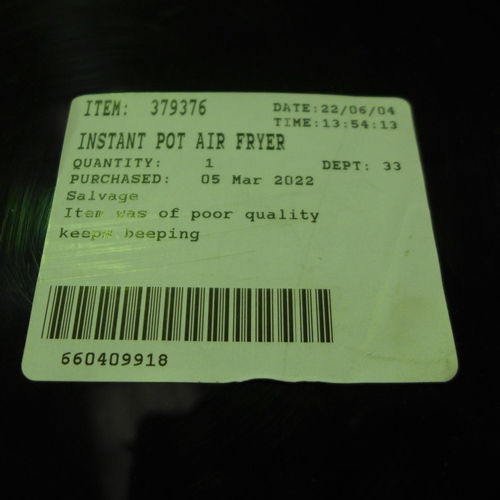 ITEM: 379376 DATE:22/06/04
TIME:13:54:13
INSTANT POT AIR FRYER
QUANTITY: 1 DEPT: 33
PURCHASED: 05 Mar 2022
Salvage
Item was of poor quality
keeps beeping
660409918